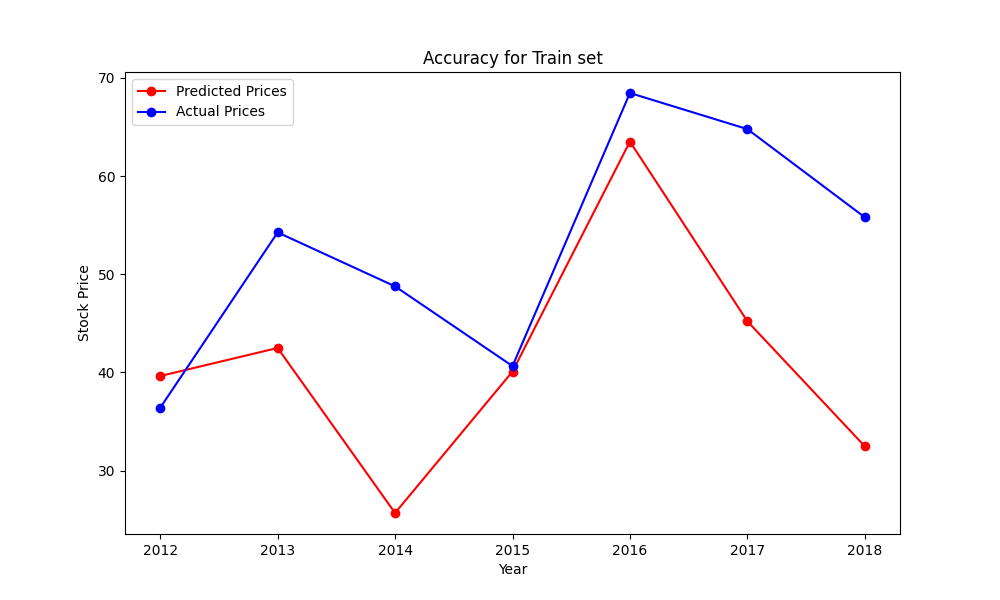 Accuracy for Train set
Predicted Prices
Actual Prices
Stock Price
70
60
50
40
30
2012 2013 2014 2015 2016 2017 2018
Year